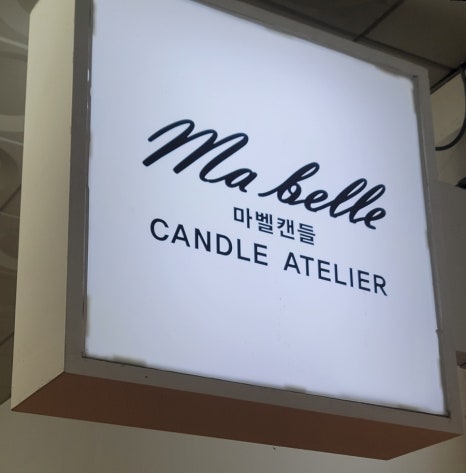 Ma belle
마벨캔들
CANDLE ATELIER